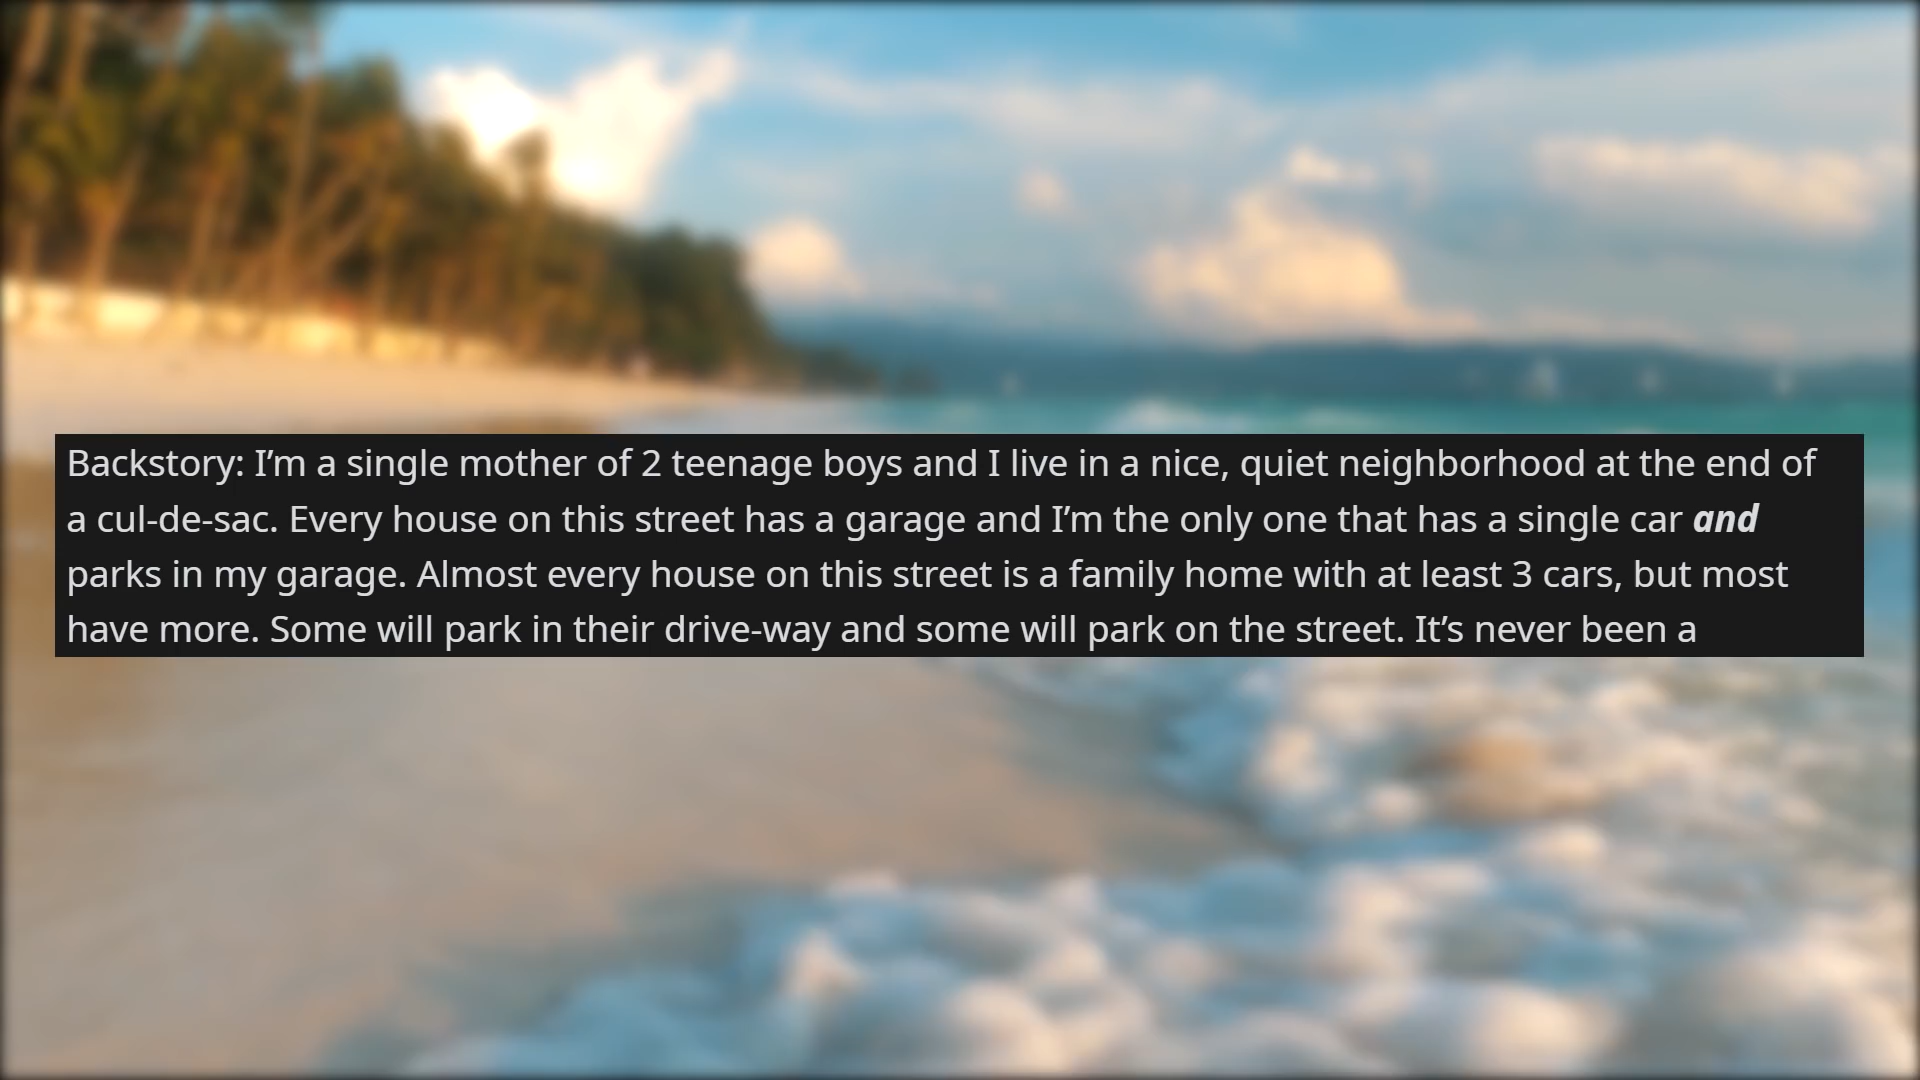 Backstory: I’m a single mother of 2 teenage boys and I live in a nice, quiet neighborhood at the end of
a cul-de-sac. Every house on this street has a garage and I’m the only one that has a single car and
parks in my garage. Almost every house on this street is a family home with at least 3 cars, but most
have more. Some will park in their drive-way and some will park on the street. It’s never been a